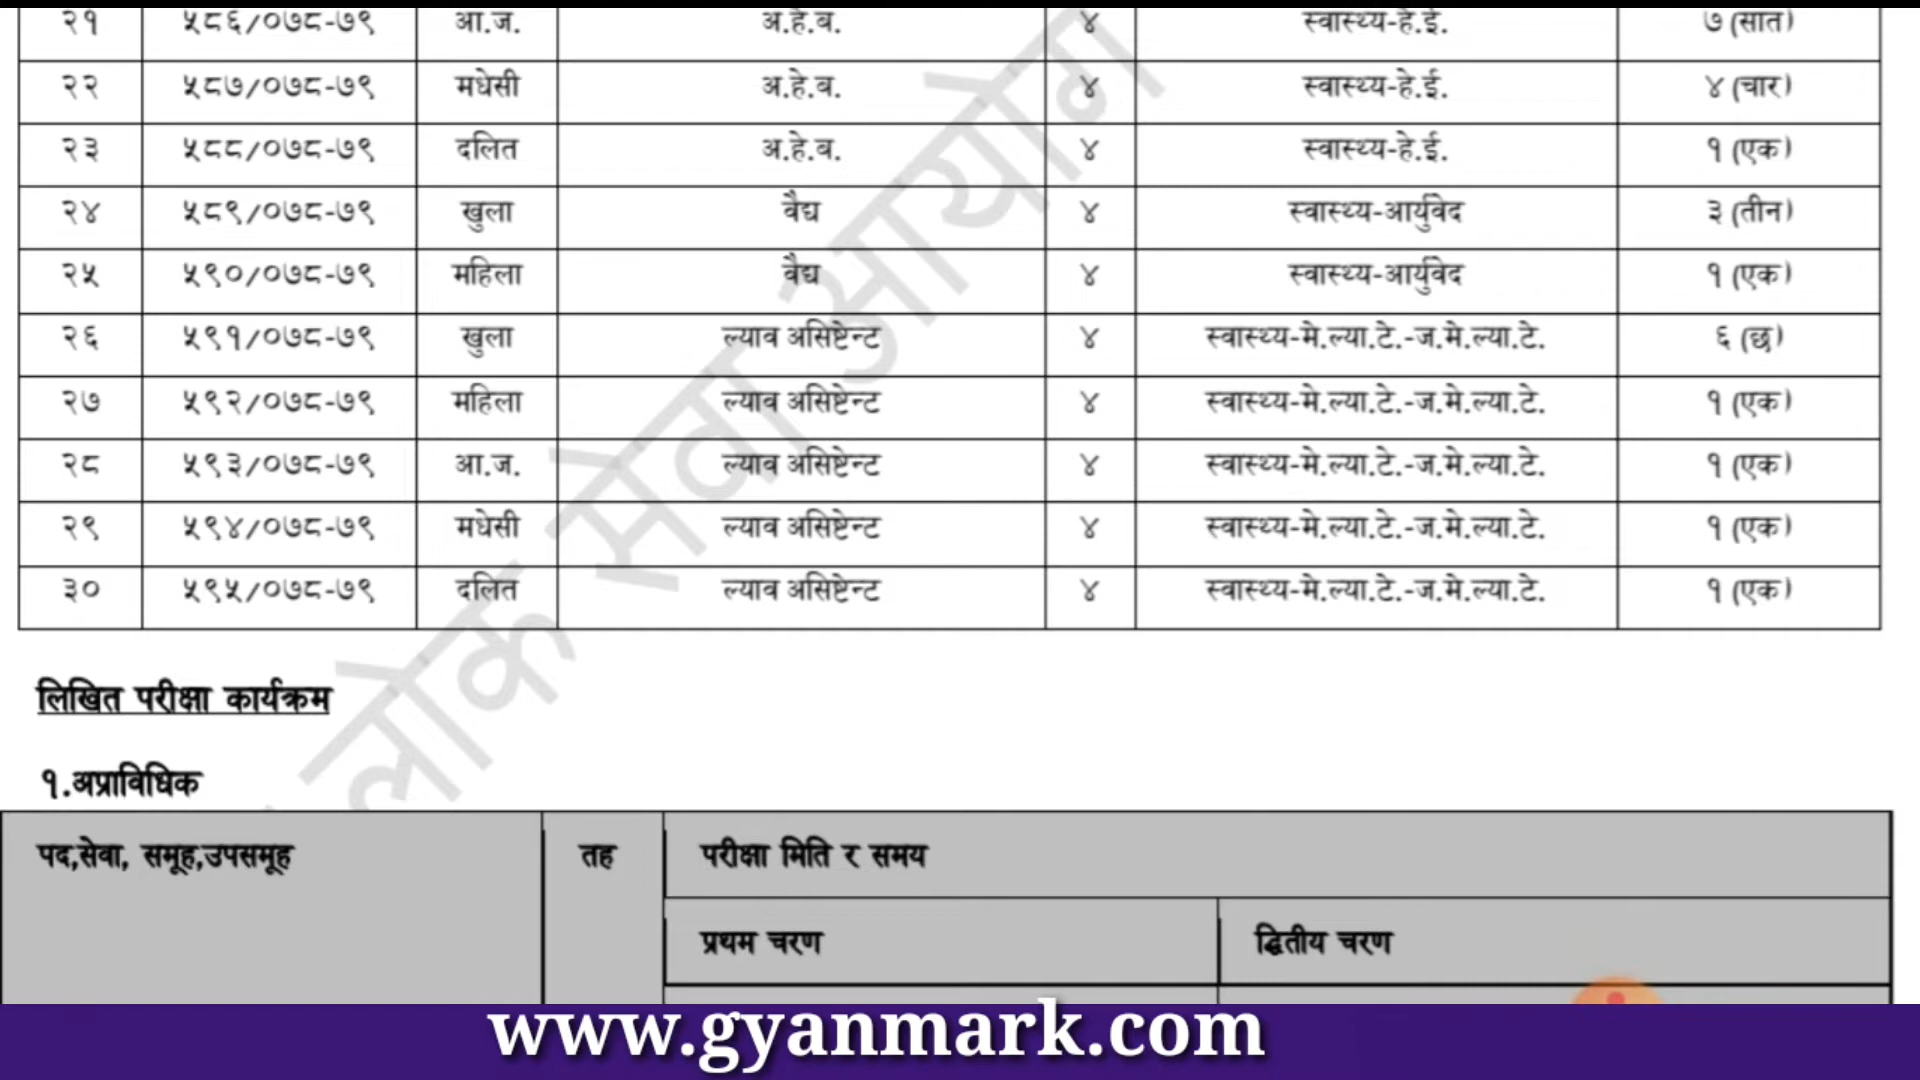 २१ ५८६/०७८-७९ आ.ज. अ.हे.ब. ४ स्वास्थ्य-हे.ई. ७ (सात)
२२ ५८७/०७८-७९ मधेसी अ.हे.ब. ४ स्वास्थ्य-हे.ई. ४ (चार)
२३ ५८८/०७८-७९ दलित अ.हे.ब. ४ स्वास्थ्य-हे.ई. १ (एक)
२४ ५८९/०७८-७९ खुला वैद्य ४ स्वास्थ्य-आर्युवेद ३ (तीन)
२५ ५९०/०७८-७९ महिला वैद्य ४ स्वास्थ्य-आर्युवेद १ (एक)
२६ ५९१/०७८-७९ खुला ल्याव असिष्टेन्ट ४ स्वास्थ्य-मे.ल्या.टे.-ज.मे.ल्या.टे. ६ (छ)
२७ ५९२/०७८-७९ महिला ल्याव असिष्टेन्ट ४ स्वास्थ्य-मे.ल्या.टे.-ज.मे.ल्या.टे. १ (एक)
२८ ५९३/०७८-७९ आ.ज. ल्याव असिष्टेन्ट ४ स्वास्थ्य-मे.ल्या.टे.-ज.मे.ल्या.टे. १ (एक)
२९ ५९४/०७८-७९ मधेसी ल्याव असिष्टेन्ट ४ स्वास्थ्य-मे.ल्या.टे.-ज.मे.ल्या.टे. १ (एक)
३० ५९५/०७८-७९ दलित ल्याव असिष्टेन्ट ४ स्वास्थ्य-मे.ल्या.टे.-ज.मे.ल्या.टे. १ (एक)
लोक सेवा आयोग
लिखित परीक्षा कार्यक्रम
१.अप्राविधिक
पद,सेवा, समूह,उपसमूह तह परीक्षा मिति र समय
प्रथम चरण द्धितीय चरण
www.gyanmark.com